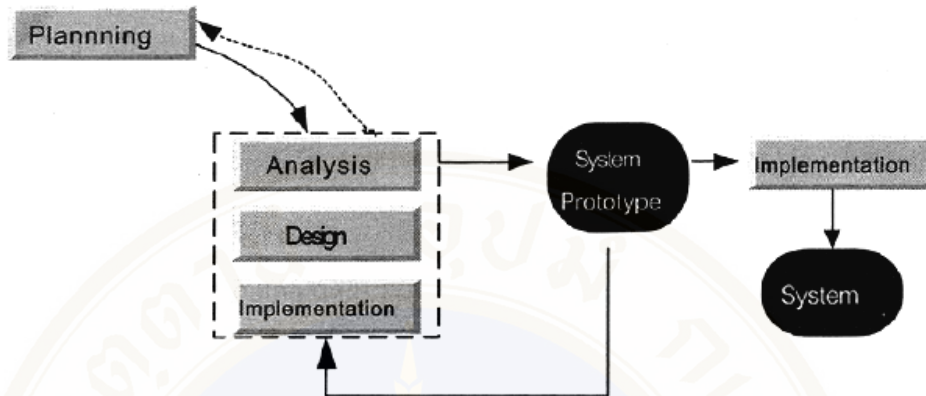 Plannning
Analysis
System
Prototype
Implementation
Design
Implementation
System